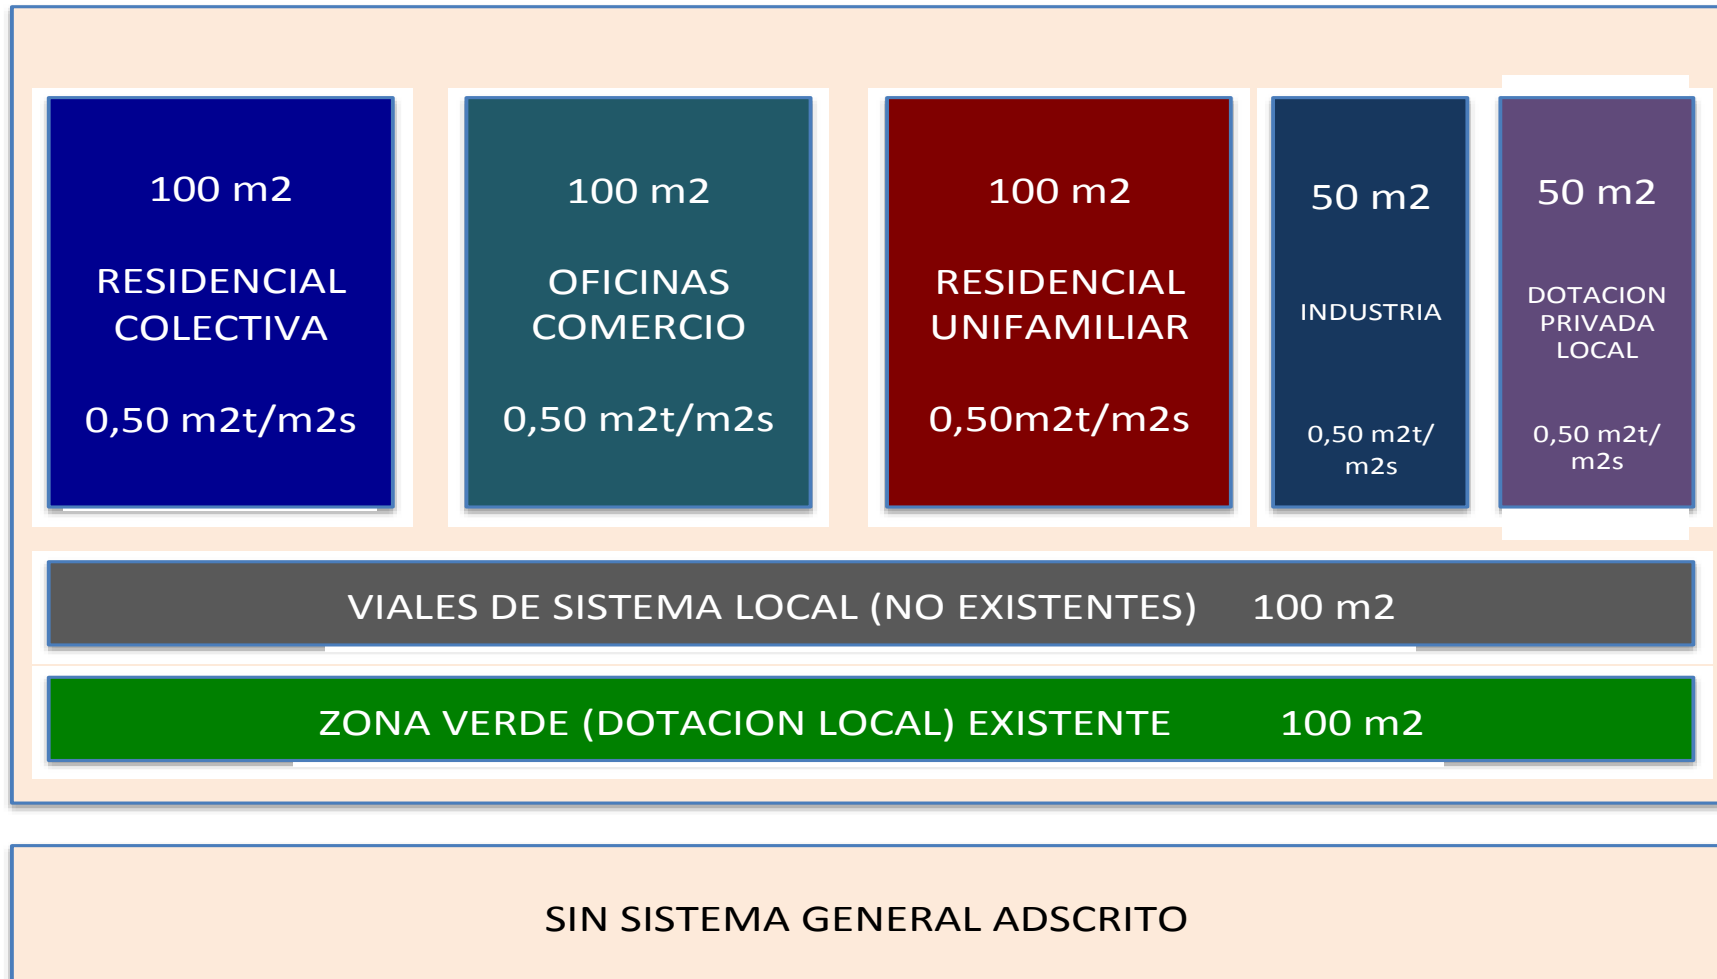 100 m2
RESIDENCIAL
COLECTIVA
0,50 m2t/m2s
100 m2
OFICINAS
COMERCIO
0,50 m2t/m2s
100 m2
RESIDENCIAL
UNIFAMILIAR
0,50m2t/m2s
50 m2
INDUSTRIA
0,50 m2t/
m2s
50 m2
DOTACION
PRIVADA
LOCAL
0,50 m2t/
m2s
VIALES DE SISTEMA LOCAL (NO EXISTENTES) 100 m2
ZONA VERDE (DOTACION LOCAL) EXISTENTE 100 m2
SIN SISTEMA GENERAL ADSCRITO